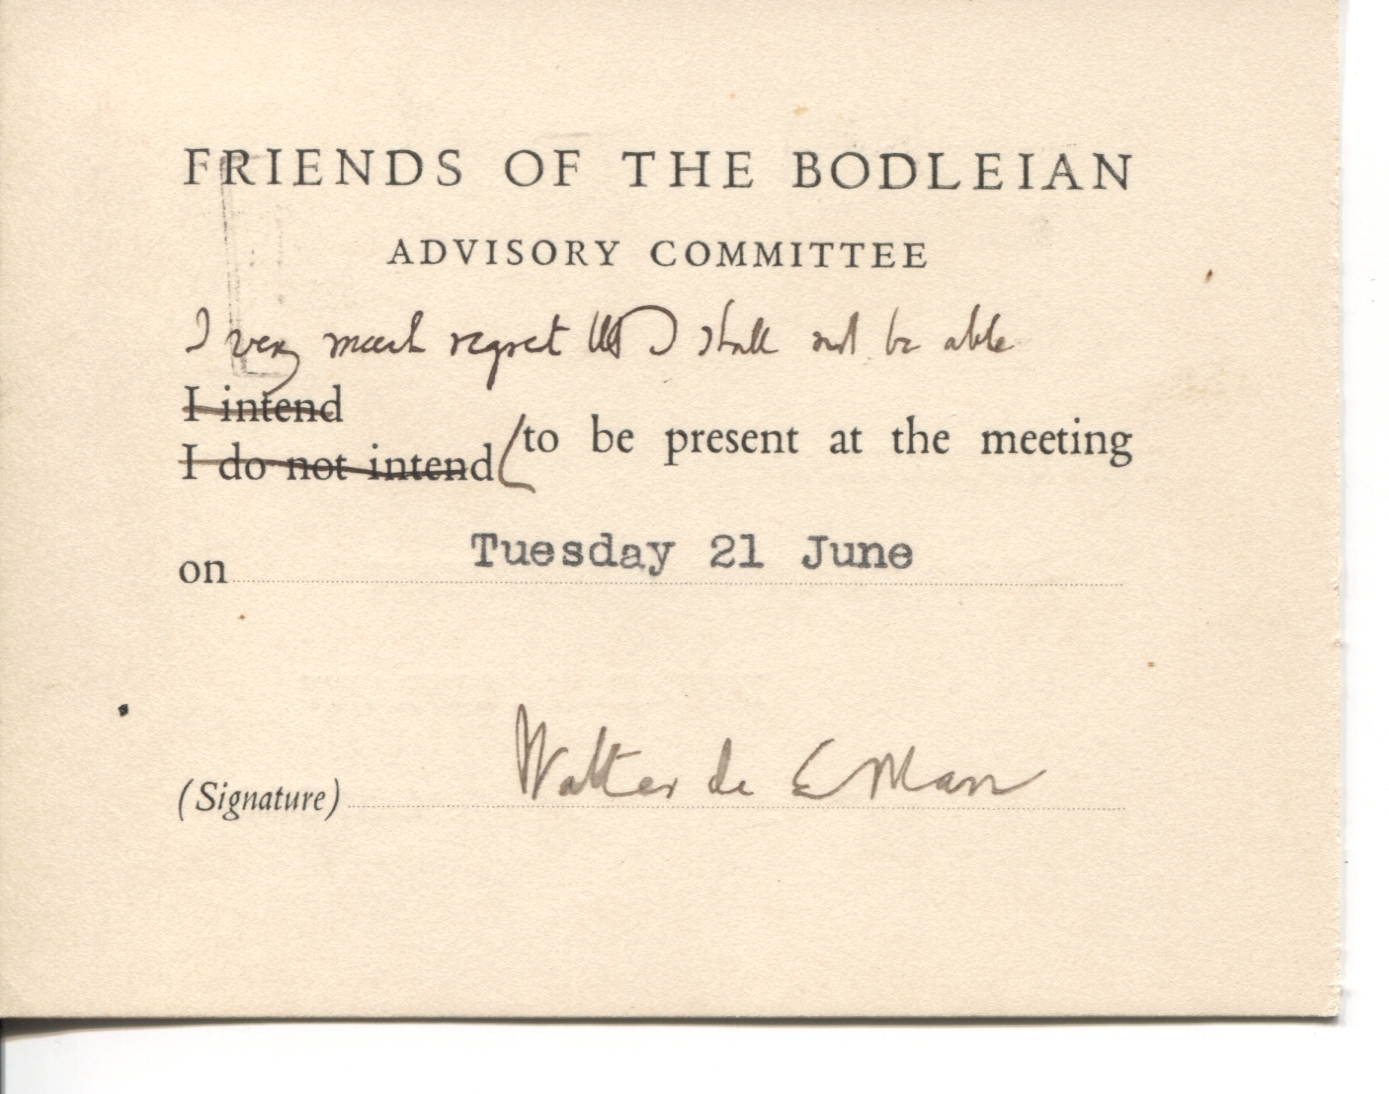 FRIENDS OF THE BODLEIAN
ADVISORY COMMITTEE
I very much regret that I shall not be able
I intend
I do not intend
to be present at the meeting
on Tuesday 21 June
(Signature) Walter de la Mare